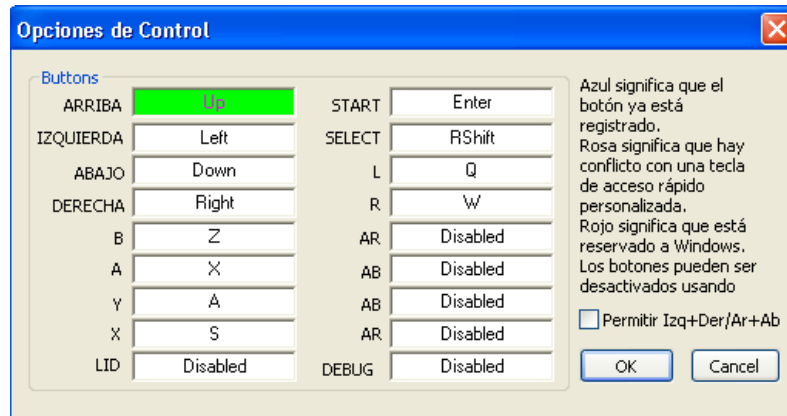 Opciones de Control
Buttons
ARRIBA Up
IZQUIERDA Left
ABAJO Down
DERECHA Right
B Z
A X
Y A
X S
LID Disabled
START Enter
SELECT RShift
L Q
R W
AR Disabled
AB Disabled
AB Disabled
AR Disabled
DEBUG Disabled
Azul significa que el
botón ya está
registrado.
Rosa significa que hay
conflicto con una tecla
de acceso rápido
personalizada.
Rojo significa que está
reservado a Windows.
Los botones pueden ser
desactivados usando
Permitir Izq+Der/Ar+Ab
OK Cancel